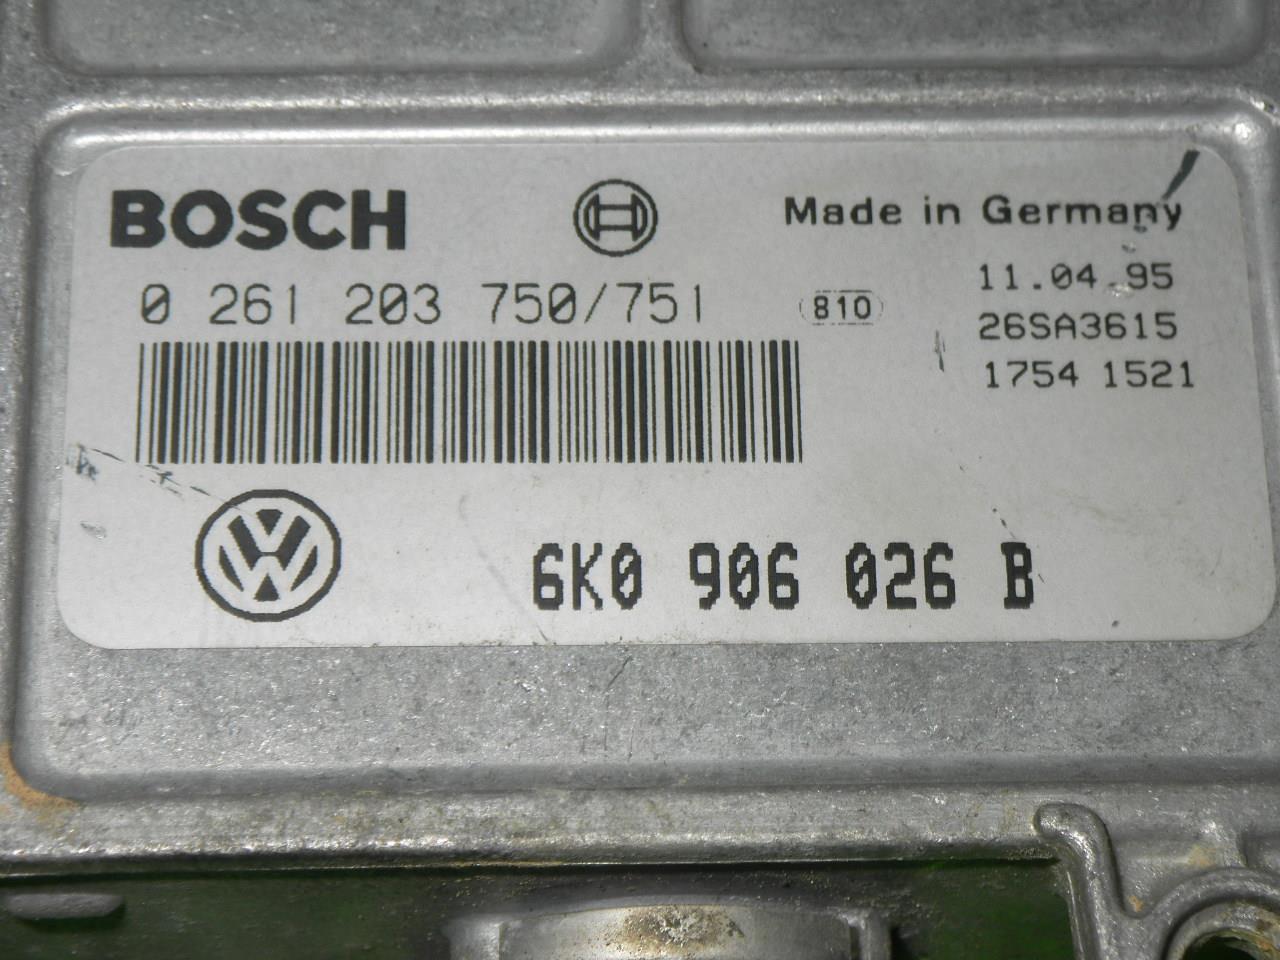 BOSCH
Made in Germany
0 261 203 750/751
810
11.04.95
26SA3615
1754 1521
VW
6K0 906 026 B